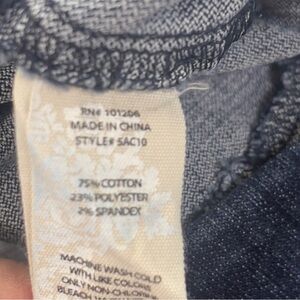 RN# 101206
MADE IN CHINA
STYLE# SAC10
75% COTTON
23% POLYESTER
2% SPANDEX
MACHINE WASH COLD
WITH LIKE COLORS
ONLY NON-CHLORINE
BLEACH